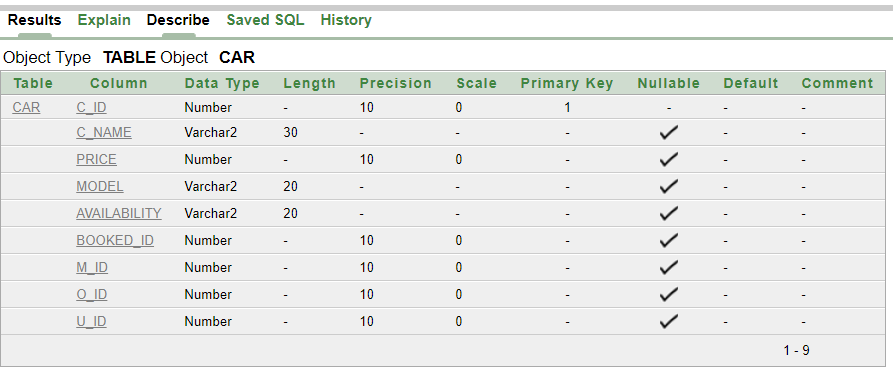 Results Explain Describe Saved SQL History
Object Type TABLE Object CAR
Table Column Data Type Length Precision Scale Primary Key Nullable Default Comment
CAR C_ID Number - 10 0 1 - - -
C_NAME Varchar2 30 - - - ✓ - -
PRICE Number - 10 0 - ✓ - -
MODEL Varchar2 20 - - - ✓ - -
AVAILABILITY Varchar2 20 - - - ✓ - -
BOOKED_ID Number - 10 0 - ✓ - -
M_ID Number - 10 0 - ✓ - -
O_ID Number - 10 0 - ✓ - -
U_ID Number - 10 0 - ✓ - -
1 - 9